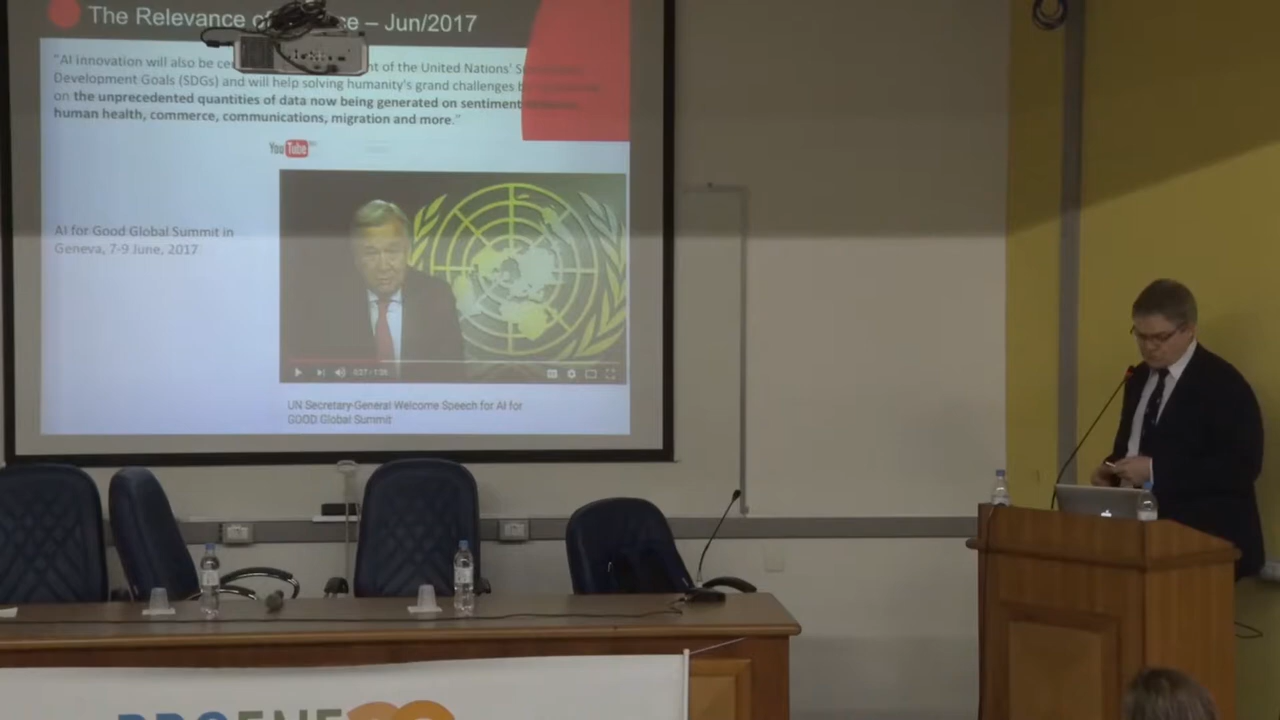 The Relevance of ce – Jun/2017
"AI innovation will also be ce nt of the United Nations'
Development Goals (SDGs) and will help solving humanity's grand challenges
on the unprecedented quantities of data now being generated on sentiment
human health, commerce, communications, migration and more."
YouTube
AI for Good Global Summit in
Geneva, 7-9 June, 2017
UN Secretary-General Welcome Speech for AI for
GOOD Global Summit